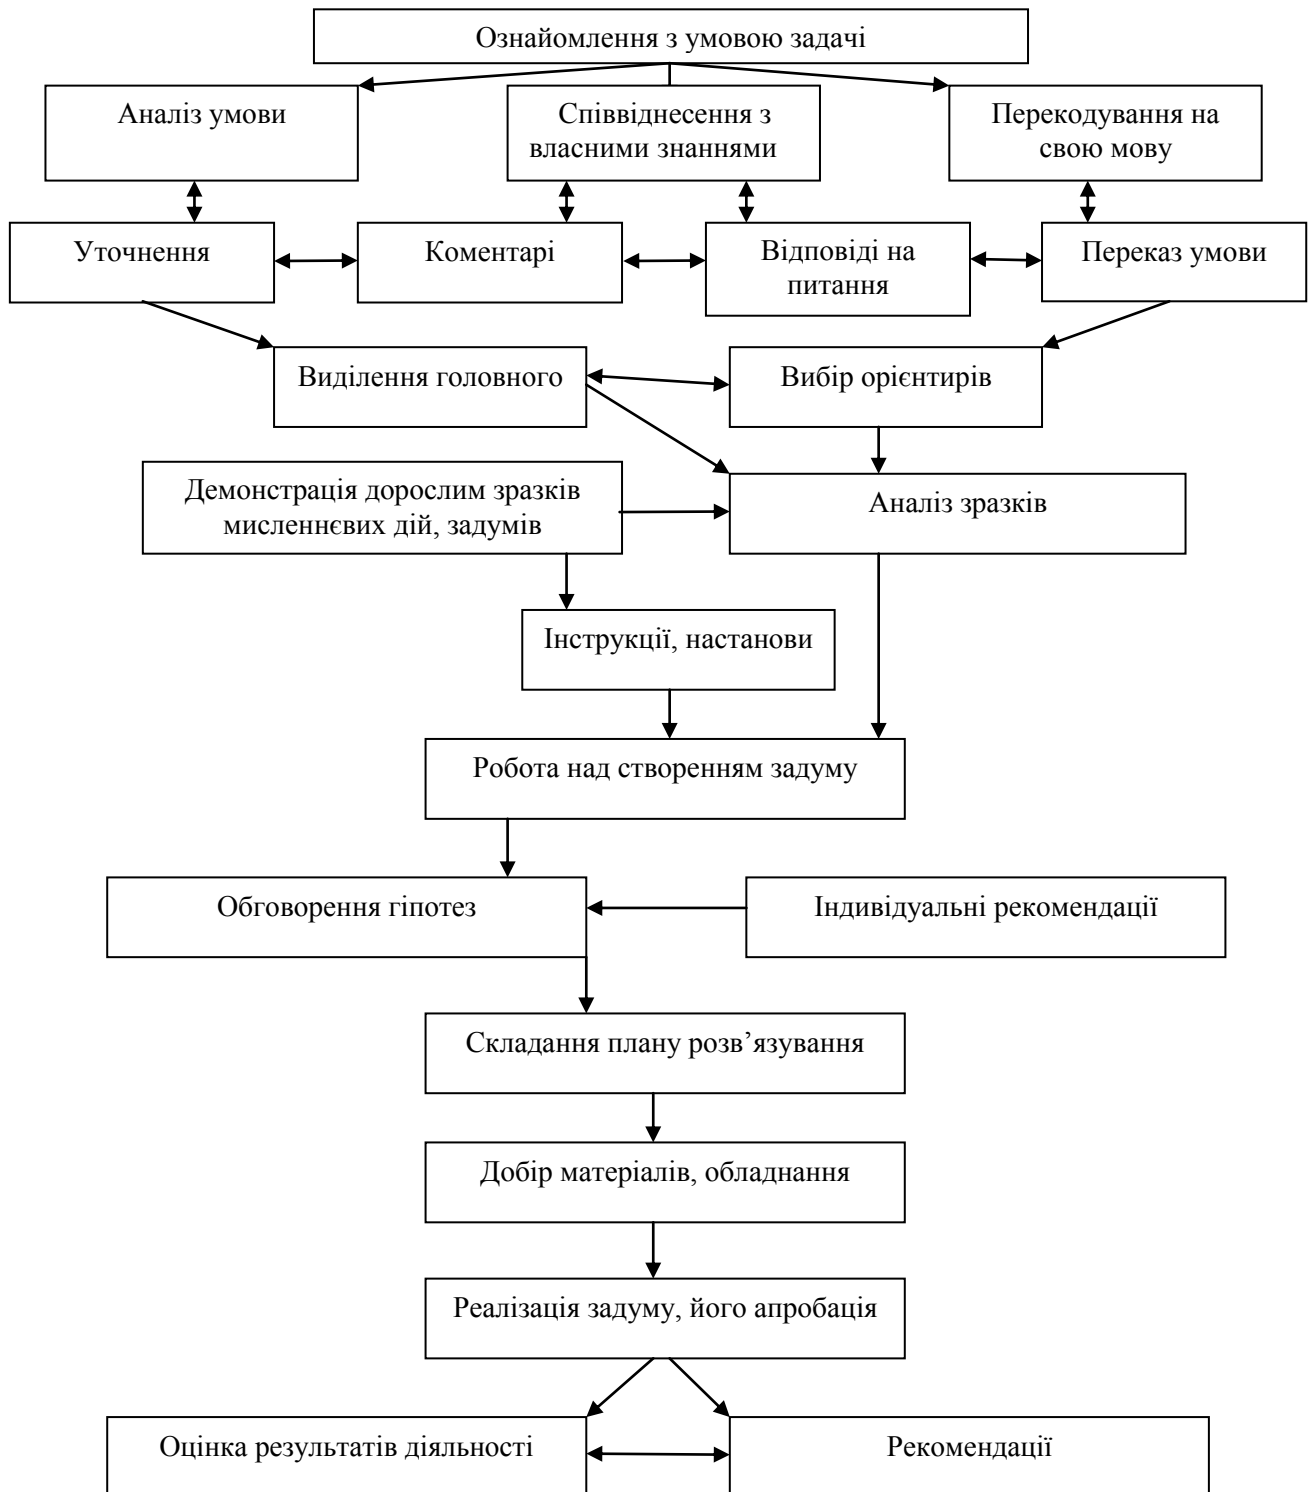 Ознайомлення з умовою задачі
Аналіз умови
Співвіднесення з
власними знаннями
Перекодування на
свою мову
Уточнення
Коментарі
Відповіді на
питання
Переказ умови
Виділення головного
Вибір орієнтирів
Демонстрація дорослим зразків
мисленнєвих дій, задумів
Аналіз зразків
Інструкції, настанови
Робота над створенням задуму
Обговорення гіпотез
Індивідуальні рекомендації
Складання плану розв’язування
Добір матеріалів, обладнання
Реалізація задуму, його апробація
Оцінка результатів діяльності
Рекомендації